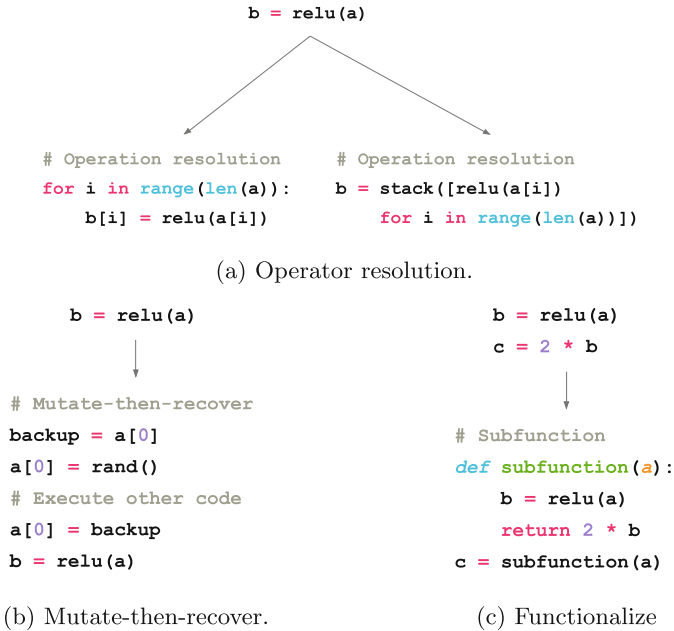 b = relu(a)
# Operation resolution
for i in range(len(a)):
    b[i] = relu(a[i])
# Operation resolution
b = stack([relu(a[i])
    for i in range(len(a))])
(a) Operator resolution.
b = relu(a)
# Mutate-then-recover
backup = a[0]
a[0] = rand()
# Execute other code
a[0] = backup
b = relu(a)
(b) Mutate-then-recover.
b = relu(a)
c = 2 * b
# Subfunction
def subfunction(a):
    b = relu(a)
    return 2 * b
c = subfunction(a)
(c) Functionalize